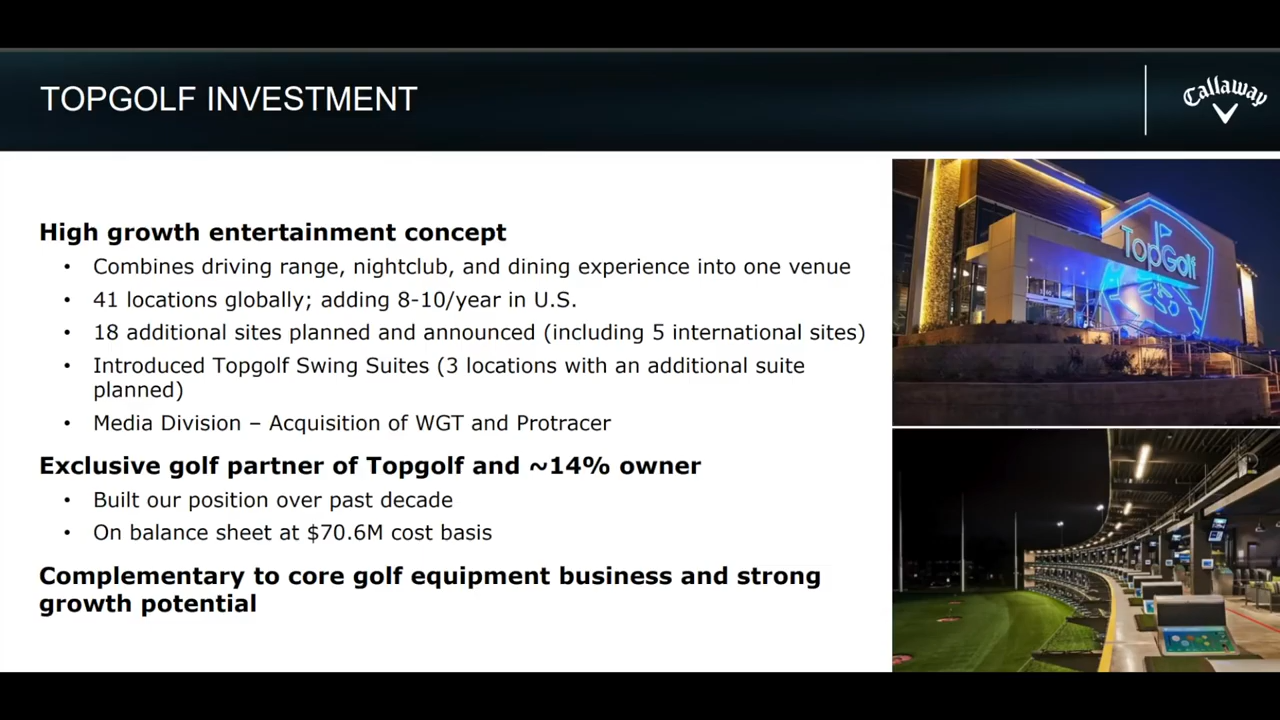 TOPGOLF INVESTMENT
Callaway
High growth entertainment concept
• Combines driving range, nightclub, and dining experience into one venue
• 41 locations globally; adding 8-10/year in U.S.
• 18 additional sites planned and announced (including 5 international sites)
• Introduced Topgolf Swing Suites (3 locations with an additional suite
planned)
• Media Division – Acquisition of WGT and Protracer
Exclusive golf partner of Topgolf and ~14% owner
• Built our position over past decade
• On balance sheet at $70.6M cost basis
Complementary to core golf equipment business and strong
growth potential
TopGolf